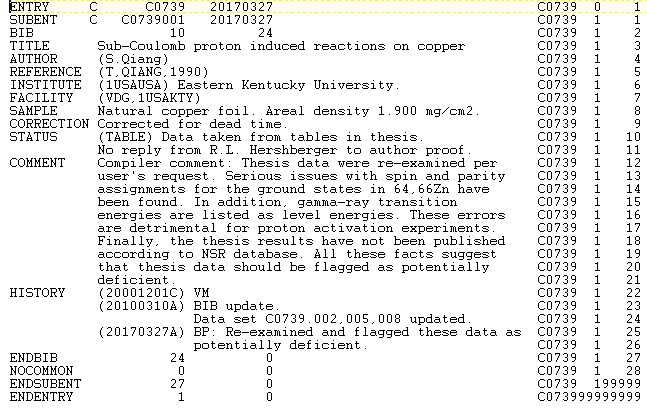 ENTRY            C      C0739   20170327                                   C0739  0    1
SUBENT        C   C0739001   20170327                                   C0739  1    1
BIB                 10         24                                               C0739  1    2
TITLE      Sub-Coulomb proton induced reactions on copper         C0739  1    3
AUTHOR     (S.Qiang)                                              C0739  1    4
REFERENCE  (T,QIANG,1990)                                         C0739  1    5
INSTITUTE  (1USAUSA) Eastern Kentucky University.                 C0739  1    6
FACILITY   (VDG,1USAKTY)                                          C0739  1    7
SAMPLE     Natural copper foil. Areal density 1.900 mg/cm2.       C0739  1    8
CORRECTION Corrected for dead time.                               C0739  1    9
STATUS     (TABLE) Data taken from tables in thesis.              C0739  1   10
           No reply from R.L. Hershberger to author proof.        C0739  1   11
COMMENT    Compiler comment: Thesis data were re-examined per     C0739  1   12
           user's request. Serious issues with spin and parity    C0739  1   13
           assignments for the ground states in 64,66Zn have      C0739  1   14
           been found. In addition, gamma-ray transition          C0739  1   15
           energies are listed as level energies. These errors    C0739  1   16
           are detrimental for proton activation experiments.     C0739  1   17
           Finally, the thesis results have not been published    C0739  1   18
           according to NSR database. All these facts suggest     C0739  1   19
           that thesis data should be flagged as potentially      C0739  1   20
           deficient.                                             C0739  1   21
HISTORY    (20001201C) VM                                         C0739  1   22
           (20100310A) BIB update.                                C0739  1   23
                       Data set C0739.002,005,008 updated.        C0739  1   24
           (20170327A) BP: Re-examined and flagged these data as  C0739  1   25
                       potentially deficient.                     C0739  1   26
ENDBIB              24          0                                 C0739  1   27
NOCOMMON             0          0                                 C0739  1   28
ENDSUBENT           27          0                                 C0739  199999
ENDENTRY             1          0                                 C073999999999